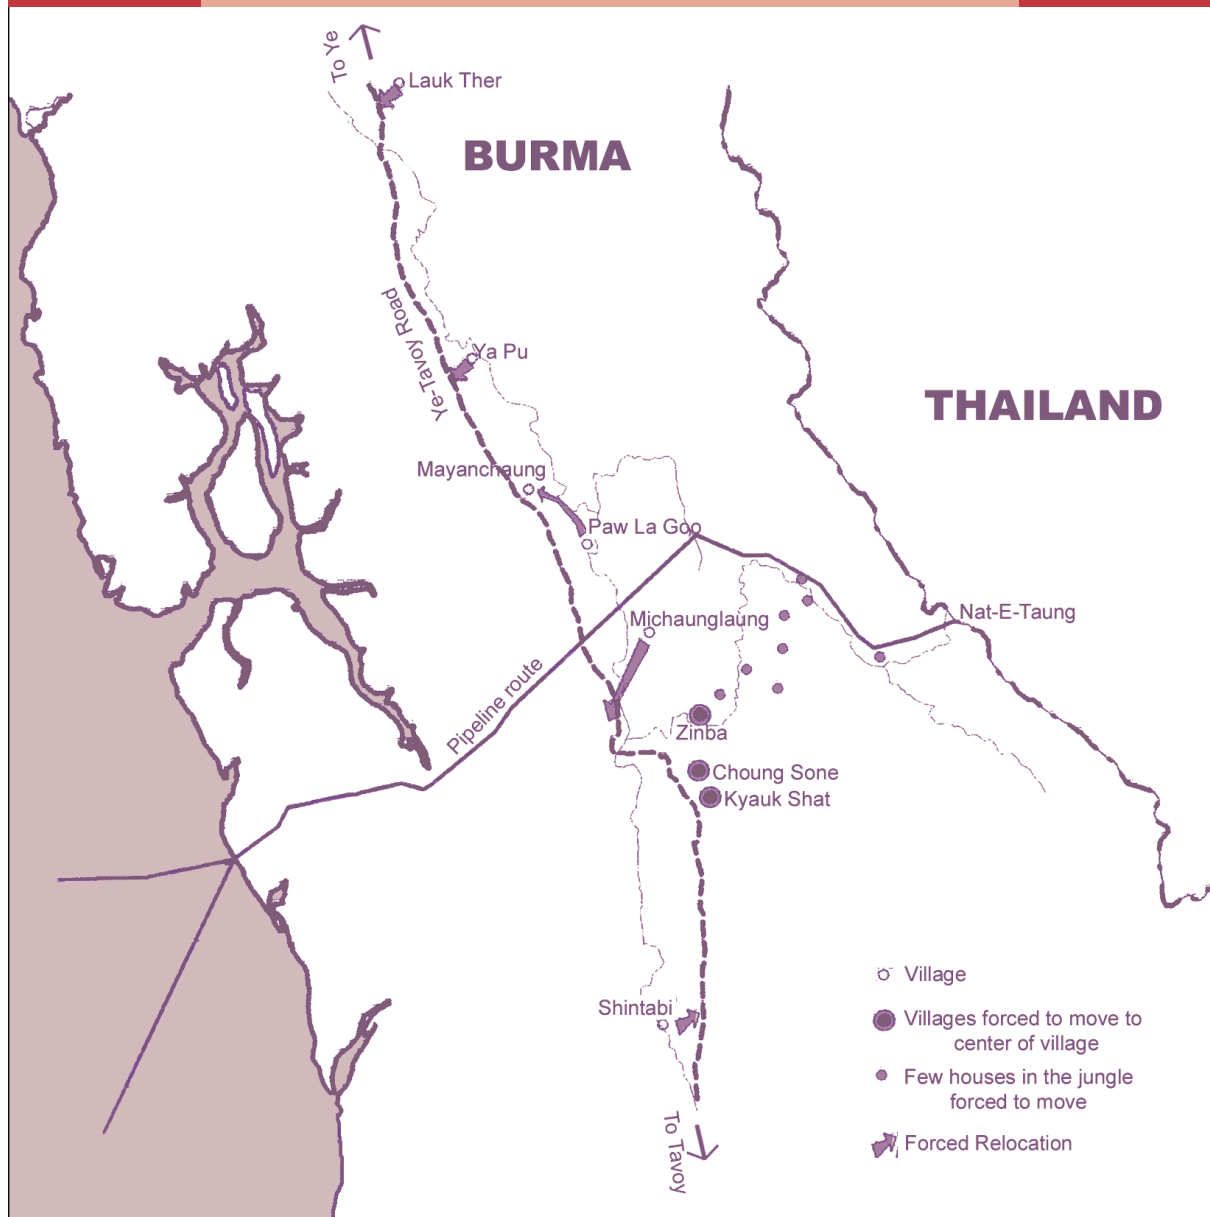 To Ye
Lauk Ther
BURMA
Ye-Tavoy Road
Ya Pu
THAILAND
Mayanchaung
Paw La Goo
Nat-E-Taung
Michaunglaung
Pipeline route
Zinba
Choung Sone
Kyauk Shat
Village
Shintabi
Villages forced to move to
center of village
Few houses in the jungle
forced to move
Forced Relocation
To Tavoy